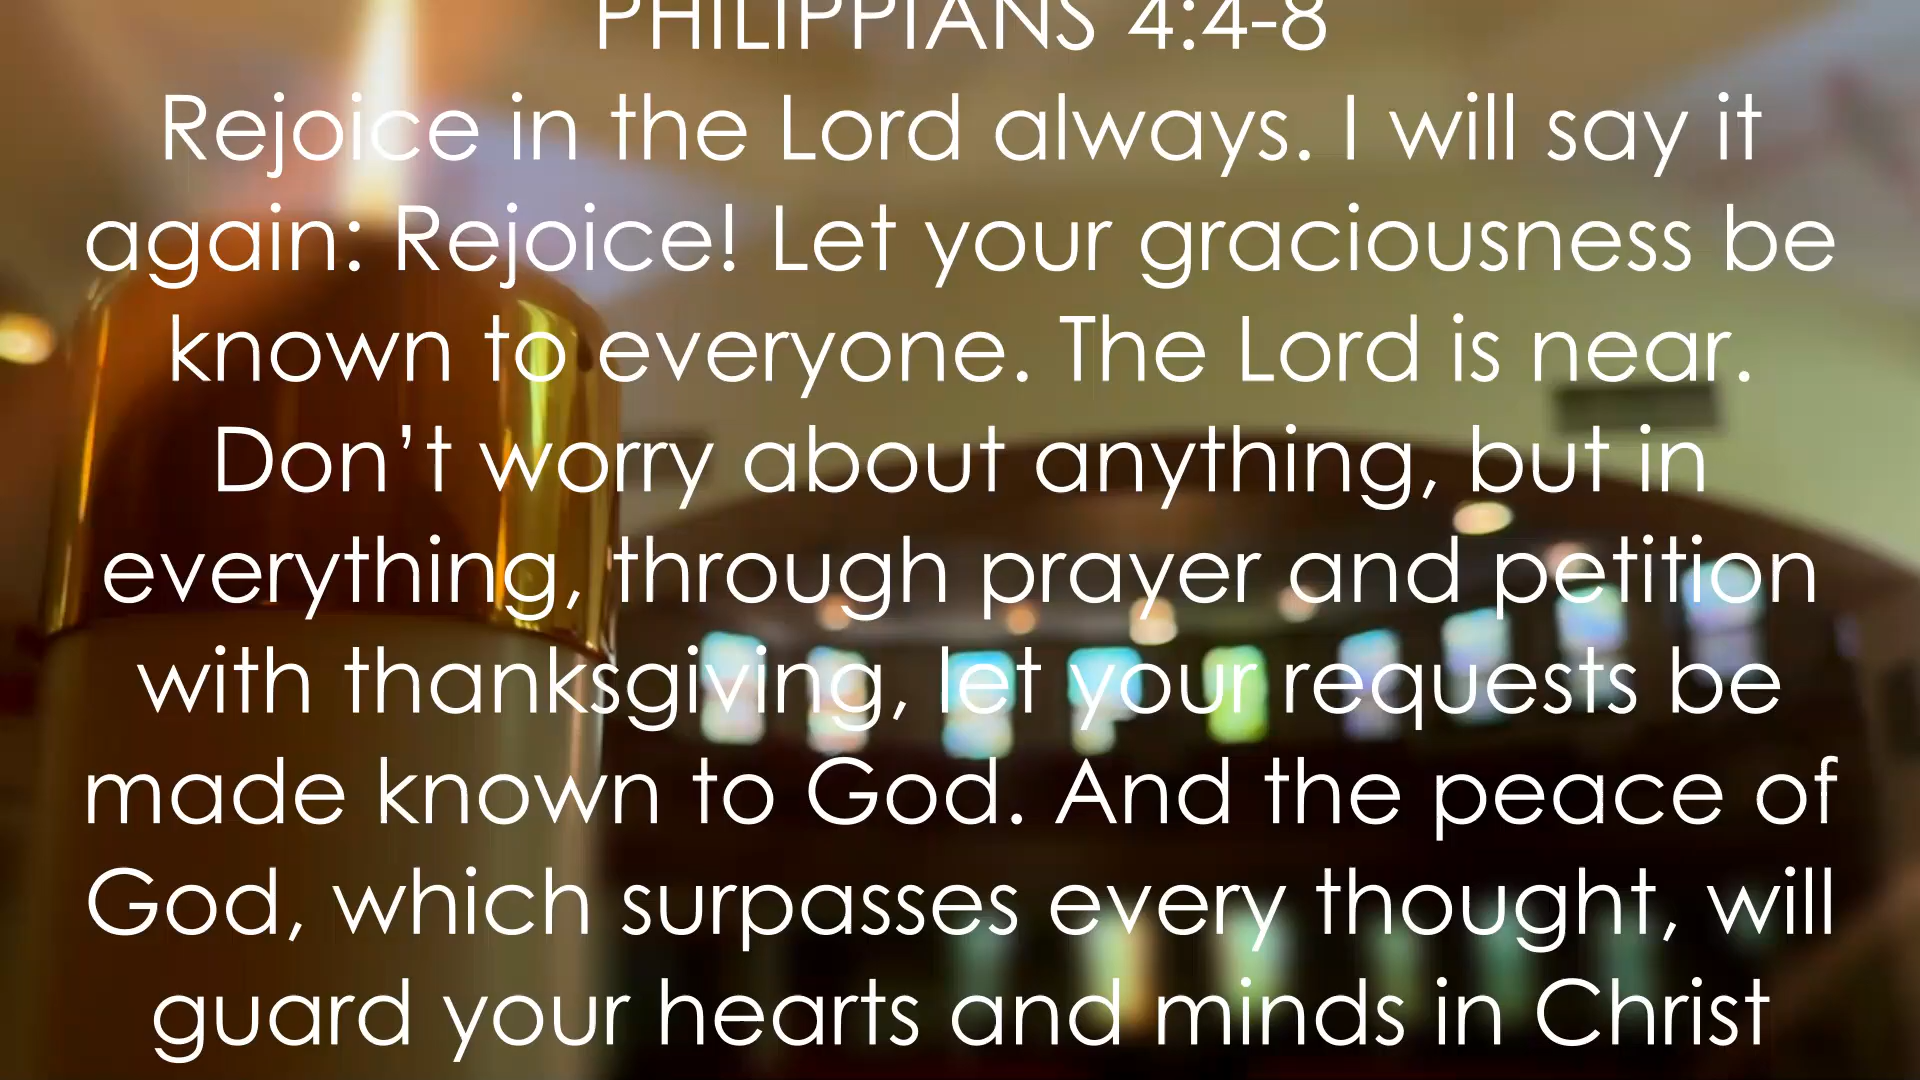 PHILIPPIANS 4:4-8
Rejoice in the Lord always. I will say it
again: Rejoice! Let your graciousness be
known to everyone. The Lord is near.
Don’t worry about anything, but in
everything, through prayer and petition
with thanksgiving, let your requests be
made known to God. And the peace of
God, which surpasses every thought, will
guard your hearts and minds in Christ